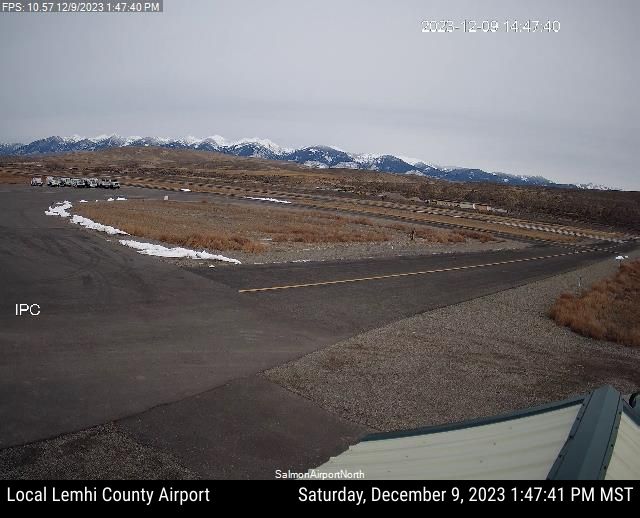 FPS: 10.57 12/9/2023 1:47:40 PM
2023-12-09 14:47:40
IPC
SalmonAirportNorth
Local Lemhi County Airport
Saturday, December 9, 2023 1:47:41 PM MST